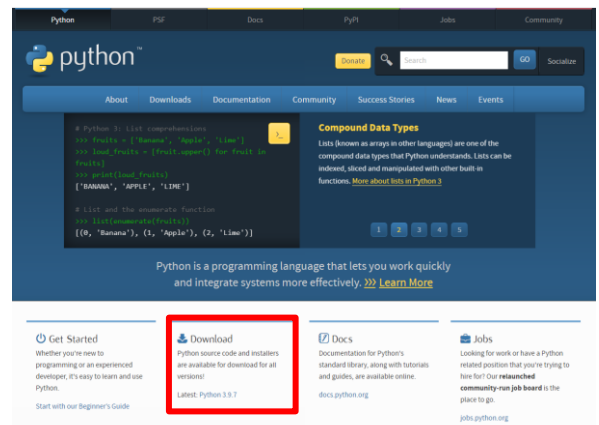 Python PSF Docs PyPI Jobs Community
python™
Donate Search GO Socialize
About Downloads Documentation Community Success Stories News Events
# Python 3: List comprehensions
>>> fruits = ['Banana', 'Apple', 'Lime']
>>> loud_fruits = [fruit.upper() for fruit in
fruits]
>>> print(loud_fruits)
['BANANA', 'APPLE', 'LIME']
# List and the enumerate function
>>> list(enumerate(fruits))
[(0, 'Banana'), (1, 'Apple'), (2, 'Lime')]
>_
Compound Data Types
Lists (known as arrays in other languages) are one of the
compound data types that Python understands. Lists can be
indexed, sliced and manipulated with other built-in
functions. More about lists in Python 3
1 2 3 4 5
Python is a programming language that lets you work quickly
and integrate systems more effectively. >>> Learn More
Get Started
Whether you're new to
programming or an experienced
developer, it's easy to learn and use
Python.
Start with our Beginner's Guide
Download
Python source code and installers
are available for download for all
versions!
Latest: Python 3.9.7
Docs
Documentation for Python's
standard library, along with tutorials
and guides, are available online.
docs.python.org
Jobs
Looking for work or have a Python
related position that you're trying to
hire for? Our relaunched
community-run job board is the
place to go.
jobs.python.org